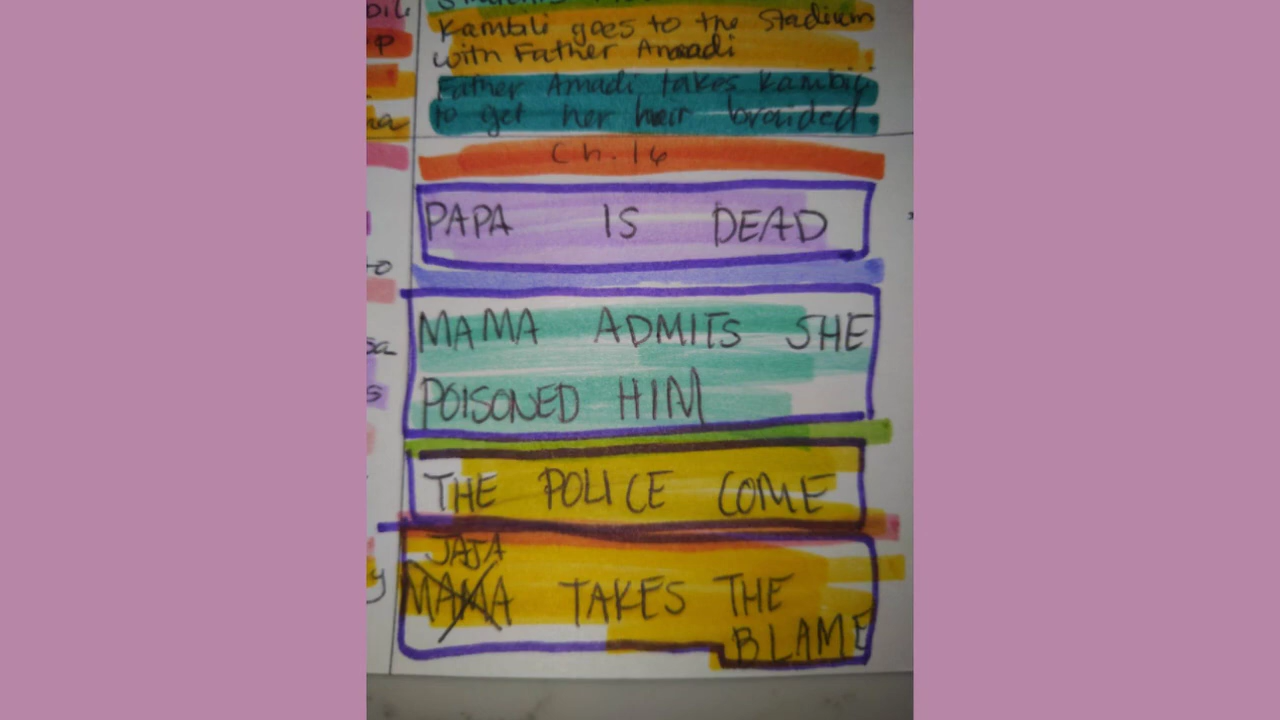 Kambili goes to the Stadium
with Father Amadi
Father Amadi takes Kambili
to get her hair braided
Ch. 16
PAPA IS DEAD
MAMA ADMITS SHE
POISONED HIM
THE POLICE COME
JAJA
MAMA TAKES THE
BLAME